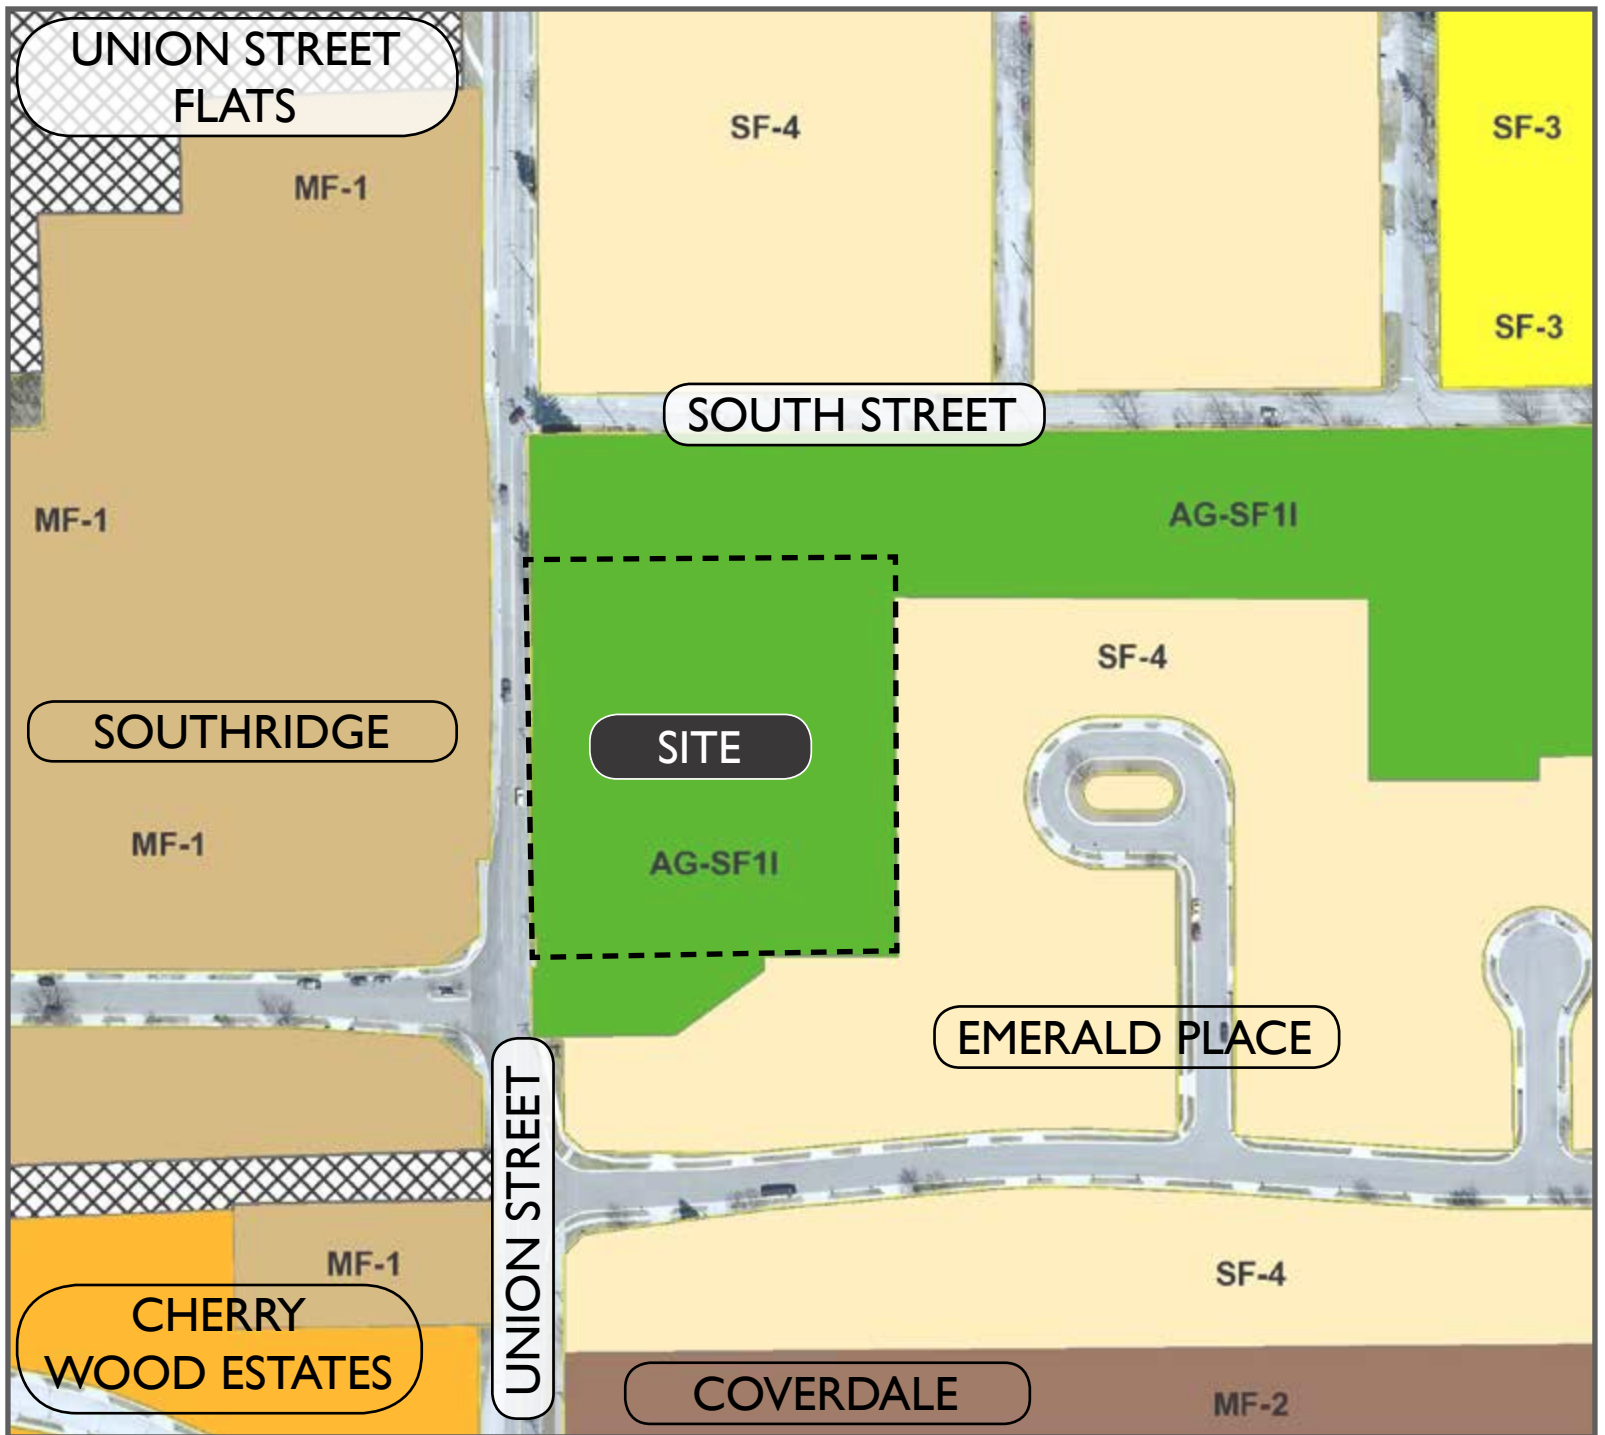 UNION STREET
FLATS
SF-4
SF-3
MF-1
SF-3
SOUTH STREET
MF-1
AG-SF1I
SF-4
SOUTHRIDGE
SITE
MF-1
AG-SF1I
EMERALD PLACE
UNION STREET
MF-1
SF-4
CHERRY
WOOD ESTATES
COVERDALE
MF-2